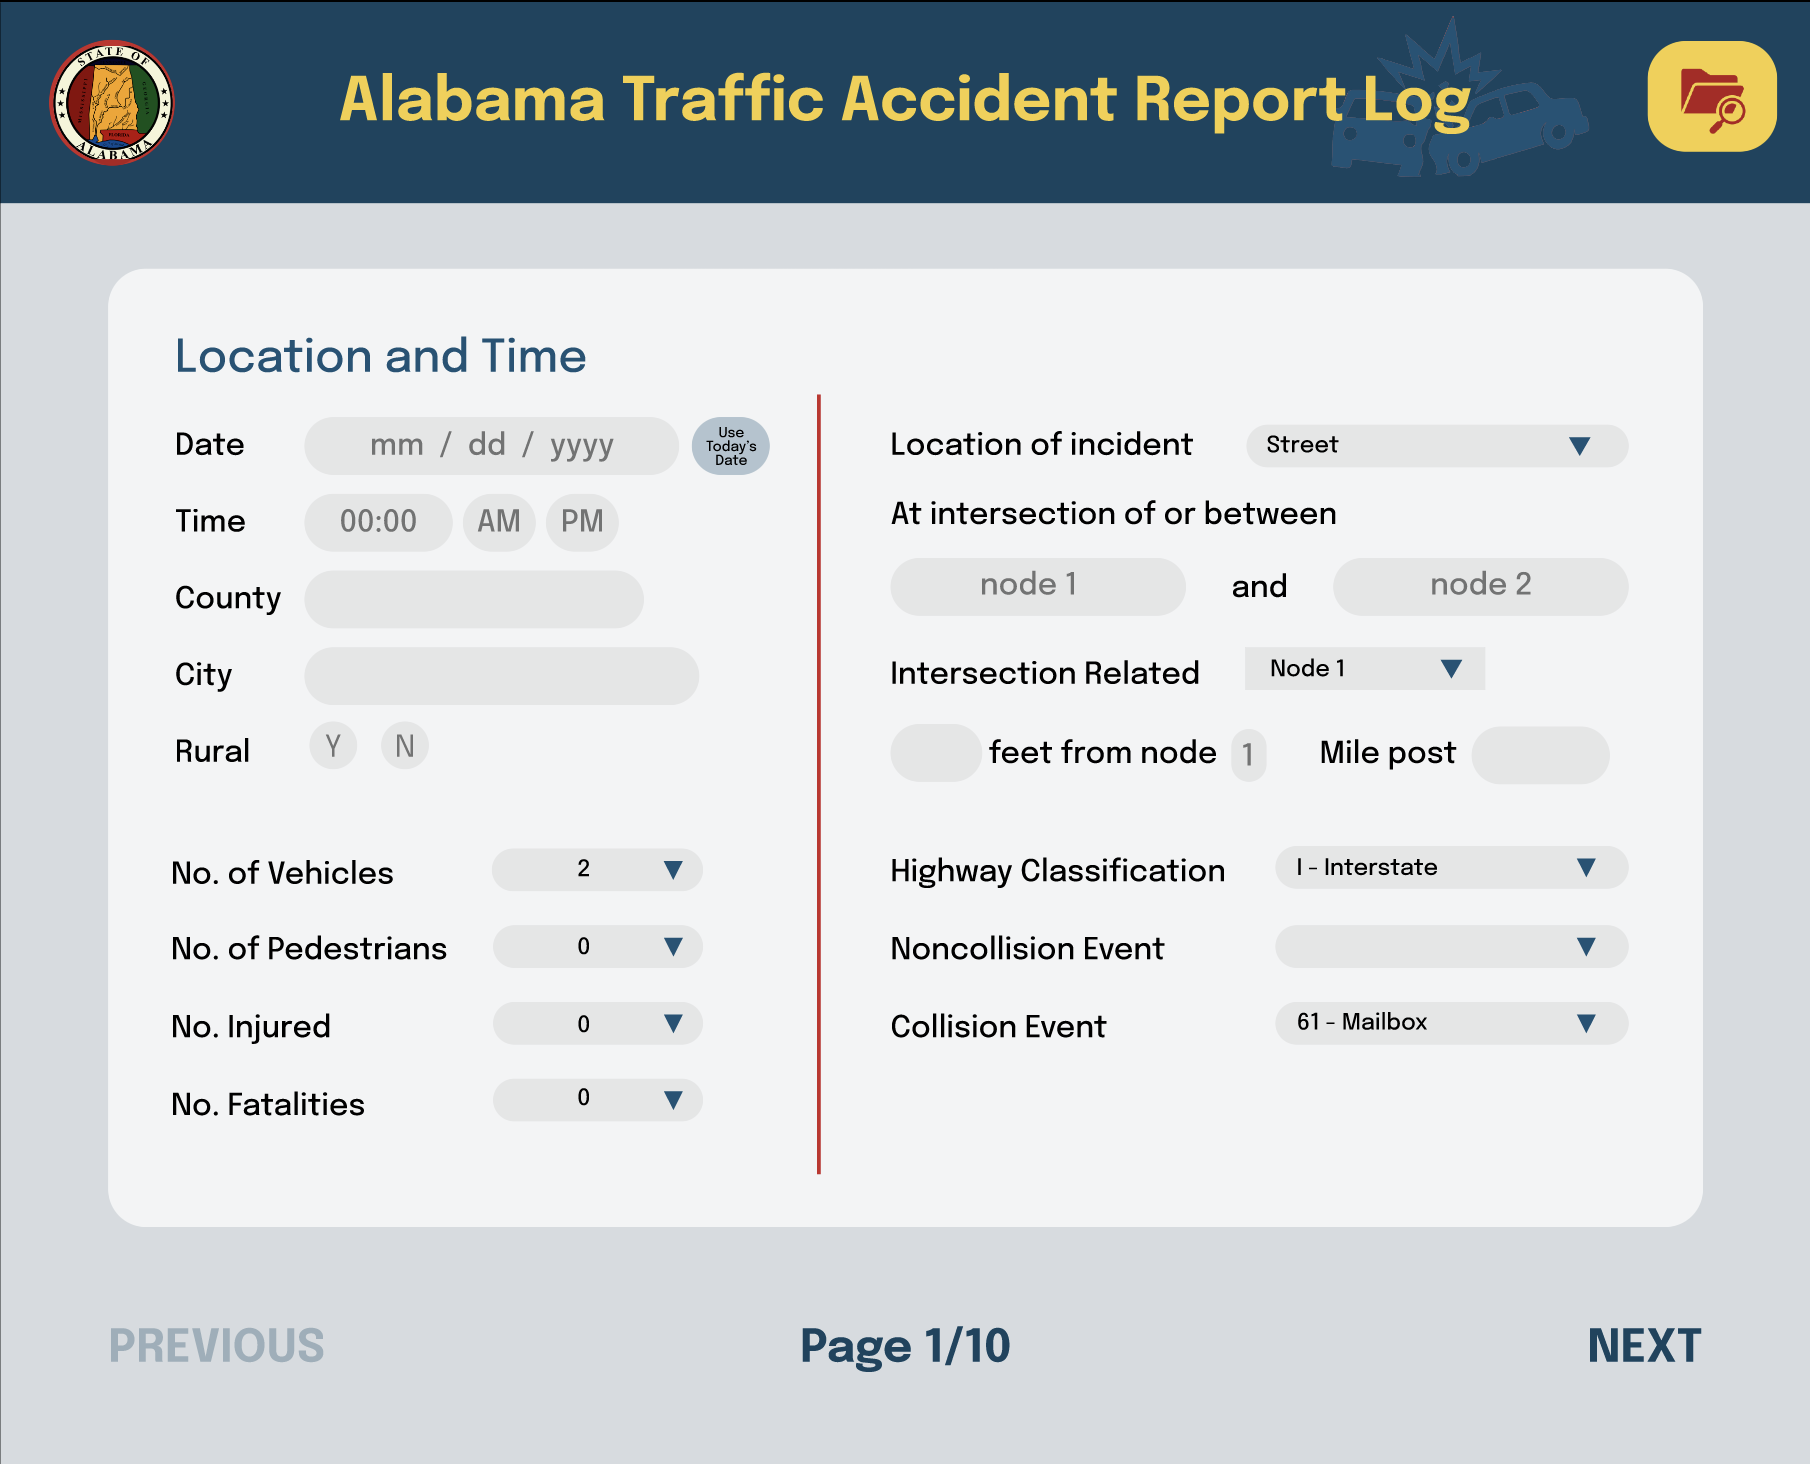 STATE OF
ALABAMA
Alabama Traffic Accident Report Log
Location and Time
Date mm / dd / yyyy Use
Today's
Date
Time 00:00 AM PM
County
City
Rural Y N
No. of Vehicles 2
No. of Pedestrians 0
No. Injured 0
No. Fatalities 0
Location of incident Street
At intersection of or between
node 1 and node 2
Intersection Related Node 1
feet from node 1 Mile post
Highway Classification I - Interstate
Noncollision Event
Collision Event 61 - Mailbox
PREVIOUS Page 1/10 NEXT